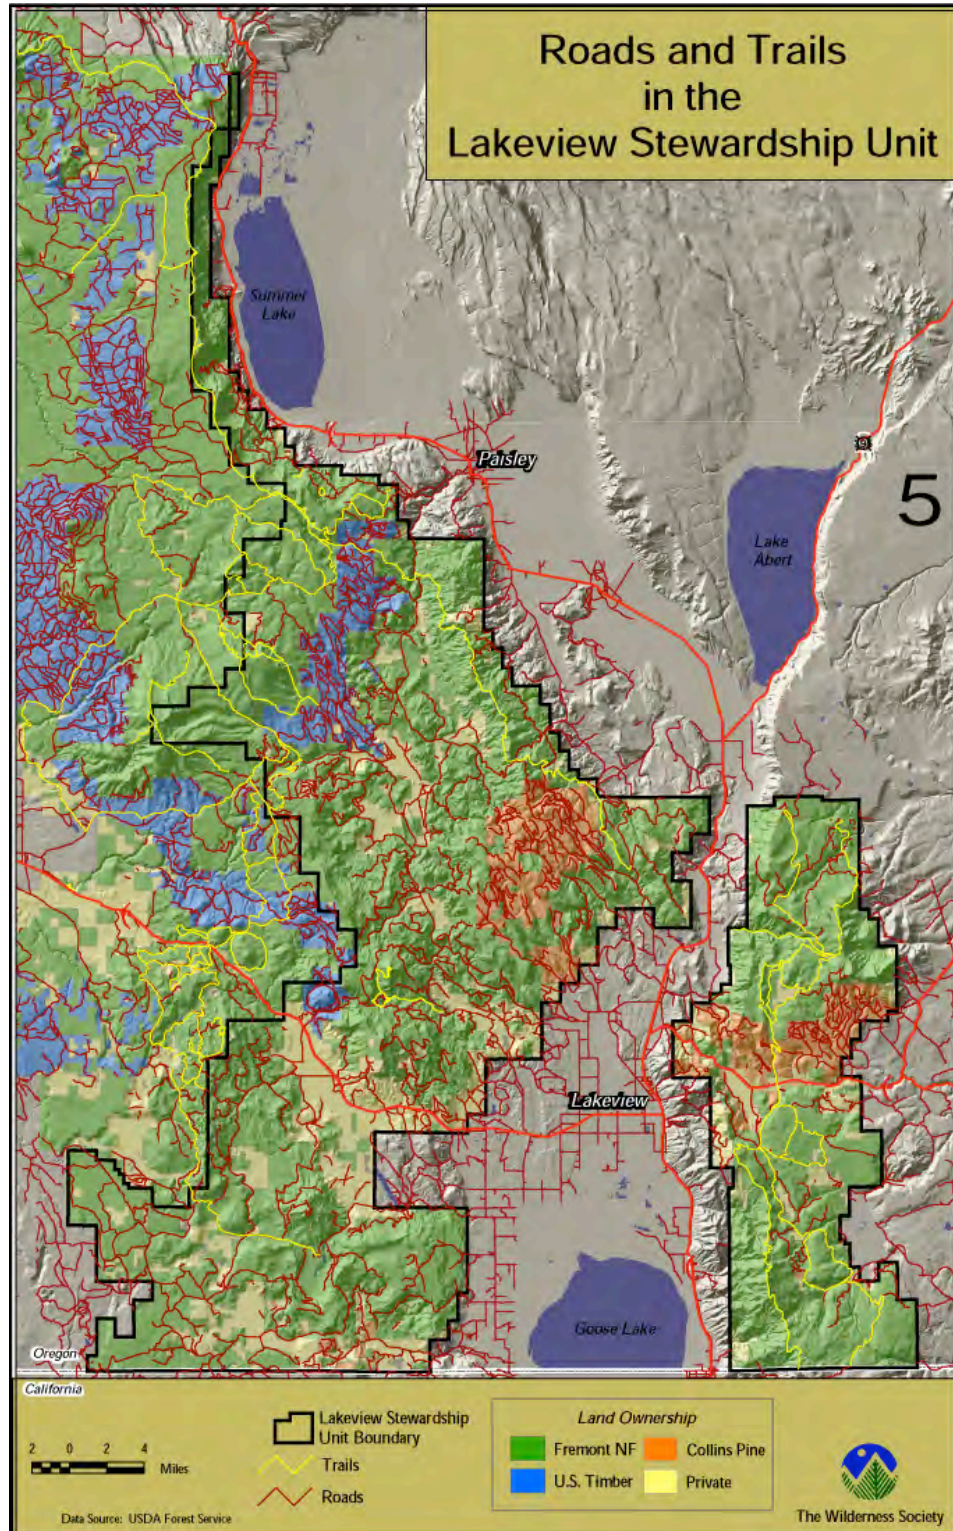 Roads and Trails
in the
Lakeview Stewardship Unit
Summer
Lake
Paisley
5
Lake
Abert
Lakeview
Goose Lake
Oregon
California
2 0 2 4
Miles
Data Source: USDA Forest Service
Lakeview Stewardship
Unit Boundary
Trails
Roads
Land Ownership
Fremont NF
Collins Pine
U.S. Timber
Private
The Wilderness Society